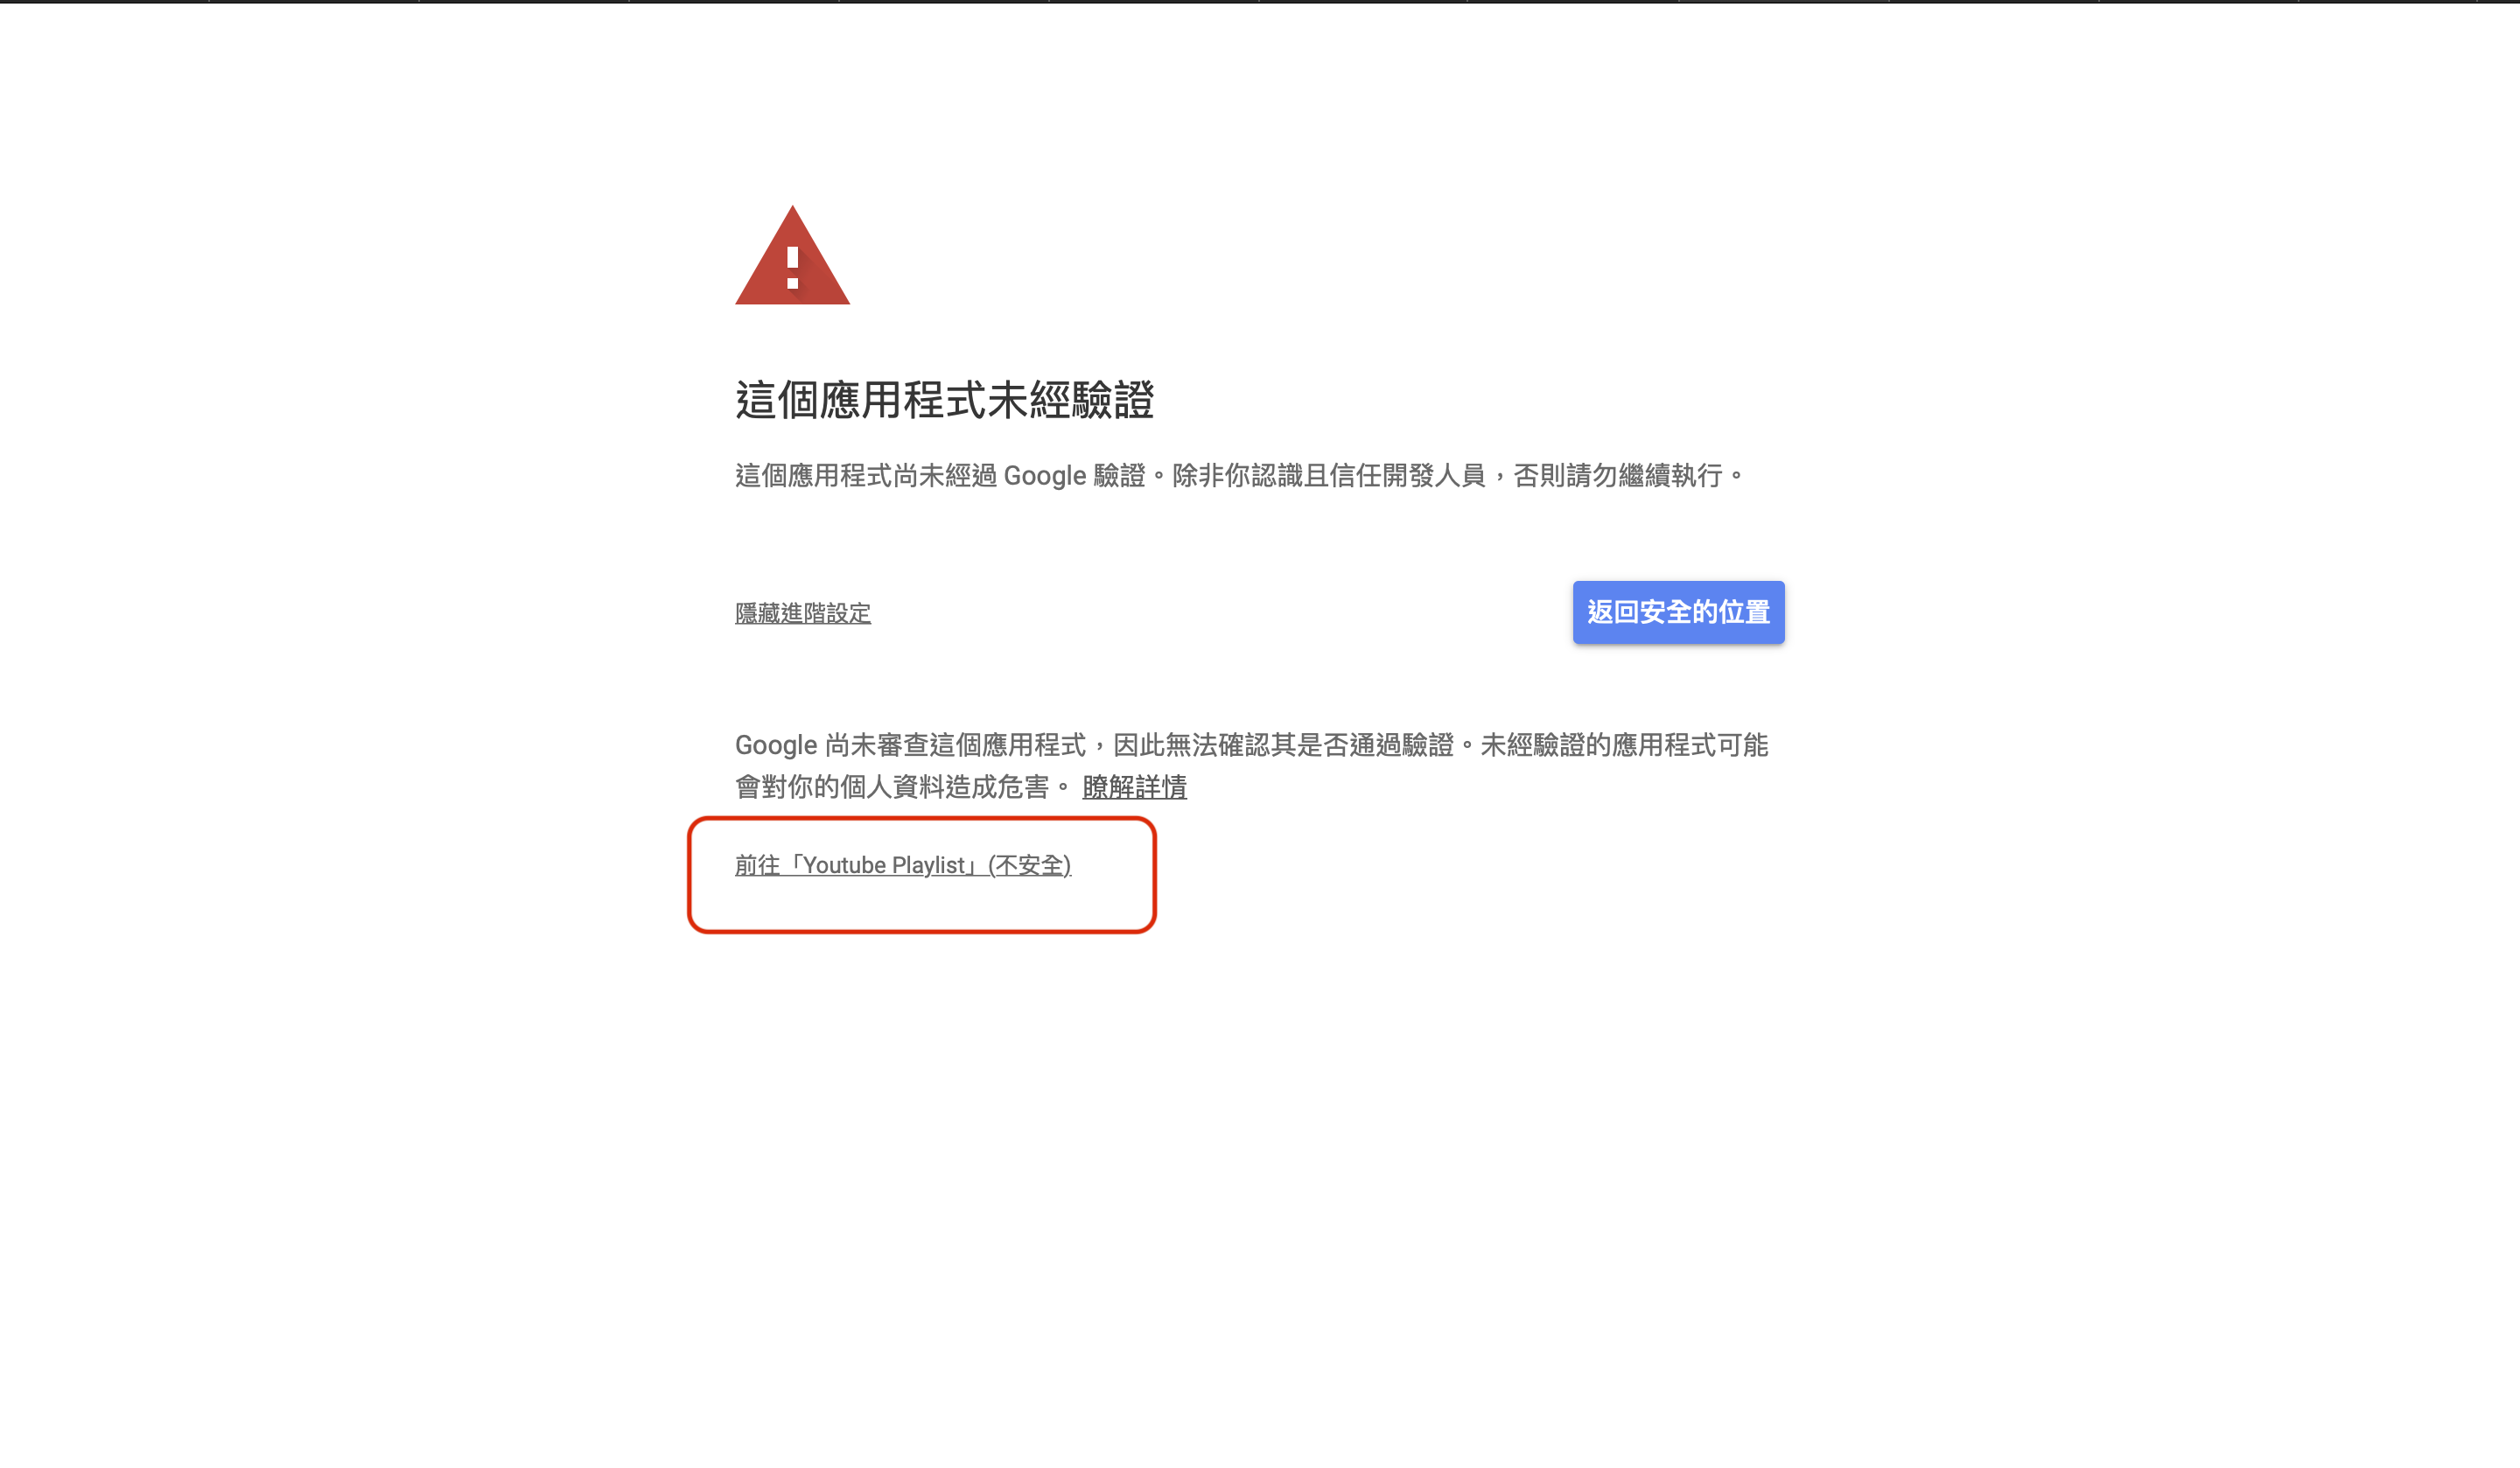 這個應用程式未經驗證
這個應用程式尚未經過 Google 驗證。除非你認識且信任開發人員，否則請勿繼續執行。
隱藏進階設定
返回安全的位置
Google 尚未審查這個應用程式，因此無法確認其是否通過驗證。未經驗證的應用程式可能
會對你的個人資料造成危害。 瞭解詳情
前往「Youtube Playlist」(不安全)